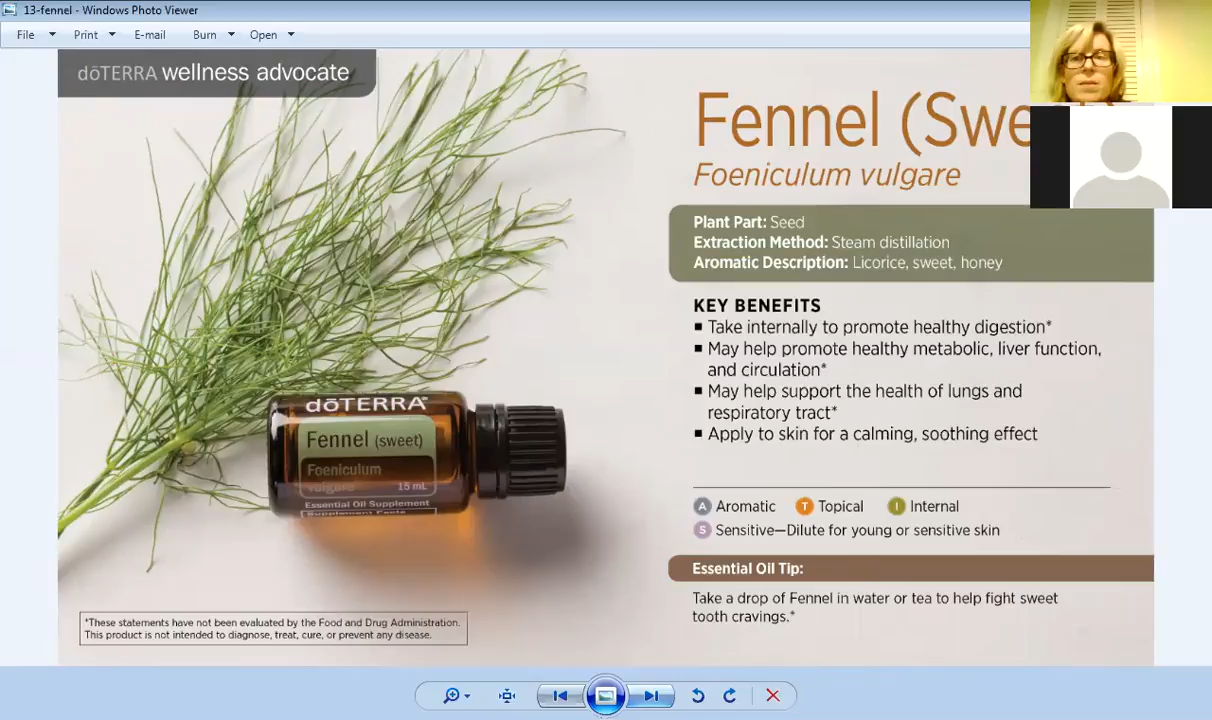 13-fennel - Windows Photo Viewer
File Print E-mail Burn Open
dōTERRA wellness advocate
Fennel (Swe
Foeniculum vulgare
Plant Part: Seed
Extraction Method: Steam distillation
Aromatic Description: Licorice, sweet, honey
KEY BENEFITS
▪ Take internally to promote healthy digestion*
▪ May help promote healthy metabolic, liver function,
and circulation*
▪ May help support the health of lungs and
respiratory tract*
▪ Apply to skin for a calming, soothing effect
A Aromatic T Topical I Internal
S Sensitive—Dilute for young or sensitive skin
Essential Oil Tip:
Take a drop of Fennel in water or tea to help fight sweet
tooth cravings.*
dōTERRA®
Fennel (sweet)
Foeniculum
vulgare 15 mL
Essential Oil Supplement
Supplement Facts
*These statements have not been evaluated by the Food and Drug Administration.
This product is not intended to diagnose, treat, cure, or prevent any disease.